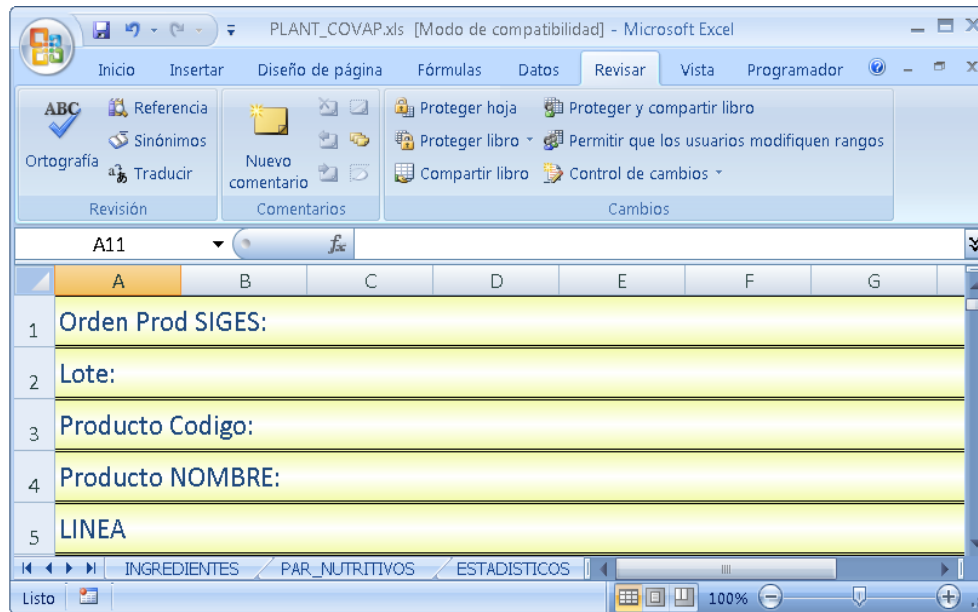 PLANT_COVAP.xls [Modo de compatibilidad] - Microsoft Excel
Inicio Insertar Diseño de página Fórmulas Datos Revisar Vista Programador
ABC Referencia Proteger hoja Proteger y compartir libro
Sinónimos Proteger libro Permitir que los usuarios modifiquen rangos
Ortografía Traducir Nuevo comentario Compartir libro Control de cambios
Revisión Comentarios Cambios
A11 fx
A B C D E F G
1 Orden Prod SIGES:
2 Lote:
3 Producto Codigo:
4 Producto NOMBRE:
5 LINEA
INGREDIENTES PAR_NUTRITIVOS ESTADISTICOS
Listo 100%